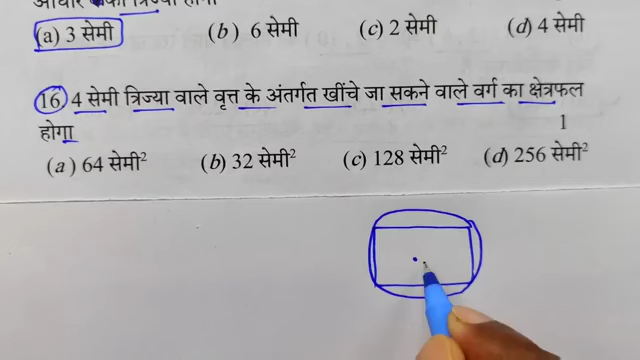 आधार की त्रिज्या होगी
(a) 3 सेमी (b) 6 सेमी (c) 2 सेमी (d) 4 सेमी
16 4 सेमी त्रिज्या वाले वृत्त के अंतर्गत खींचे जा सकने वाले वर्ग का क्षेत्रफल
होगा 1
(a) 64 सेमी² (b) 32 सेमी² (c) 128 सेमी² (d) 256 सेमी²